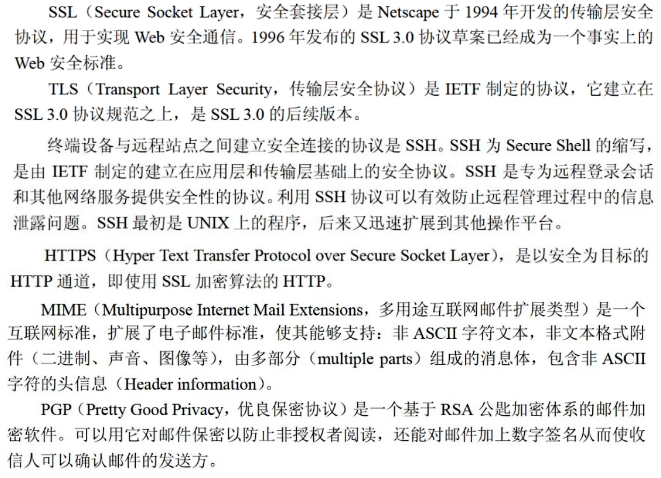 SSL（Secure Socket Layer，安全套接层）是 Netscape 于 1994 年开发的传输层安全
协议，用于实现 Web 安全通信。1996 年发布的 SSL 3.0 协议草案已经成为一个事实上的
Web 安全标准。
TLS（Transport Layer Security，传输层安全协议）是 IETF 制定的协议，它建立在
SSL 3.0 协议规范之上，是 SSL 3.0 的后续版本。
终端设备与远程站点之间建立安全连接的协议是 SSH。SSH 为 Secure Shell 的缩写，
是由 IETF 制定的建立在应用层和传输层基础上的安全协议。SSH 是专为远程登录会话
和其他网络服务提供安全性的协议。利用 SSH 协议可以有效防止远程管理过程中的信息
泄露问题。SSH 最初是 UNIX 上的程序，后来又迅速扩展到其他操作平台。
HTTPS（Hyper Text Transfer Protocol over Secure Socket Layer），是以安全为目标的
HTTP 通道，即使用 SSL 加密算法的 HTTP。
MIME（Multipurpose Internet Mail Extensions，多用途互联网邮件扩展类型）是一个
互联网标准，扩展了电子邮件标准，使其能够支持：非 ASCII 字符文本，非文本格式附
件（二进制、声音、图像等），由多部分（multiple parts）组成的消息体，包含非 ASCII
字符的头信息（Header information）。
PGP（Pretty Good Privacy，优良保密协议）是一个基于 RSA 公匙加密体系的邮件加
密软件。可以用它对邮件保密以防止非授权者阅读，还能对邮件加上数字签名从而使收
信人可以确认邮件的发送方。